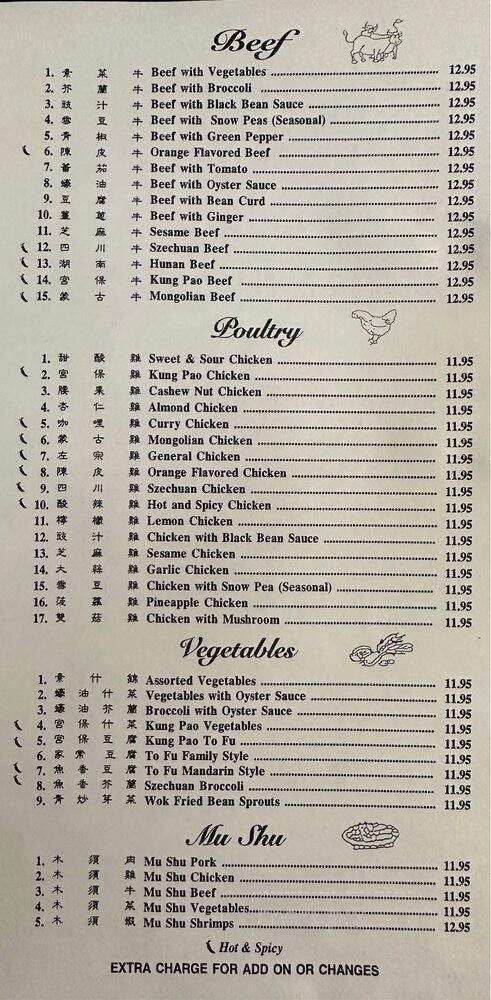 Beef
1. 素菜牛 Beef with Vegetables 12.95
2. 芥蘭牛 Beef with Broccoli 12.95
3. 豉汁牛 Beef with Black Bean Sauce 12.95
4. 雪豆牛 Beef with Snow Peas (Seasonal) 12.95
5. 青椒牛 Beef with Green Pepper 12.95
6. 陳皮牛 Orange Flavored Beef 12.95
7. 蕃茄牛 Beef with Tomato 12.95
8. 蠔油牛 Beef with Oyster Sauce 12.95
9. 豆腐牛 Beef with Bean Curd 12.95
10. 薑蔥牛 Beef with Ginger 12.95
11. 芝麻牛 Sesame Beef 12.95
12. 四川牛 Szechuan Beef 12.95
13. 湖南牛 Hunan Beef 12.95
14. 宮保牛 Kung Pao Beef 12.95
15. 蒙古牛 Mongolian Beef 12.95
Poultry
1. 甜酸雞 Sweet & Sour Chicken 11.95
2. 宮保雞 Kung Pao Chicken 11.95
3. 腰果雞 Cashew Nut Chicken 11.95
4. 杏仁雞 Almond Chicken 11.95
5. 咖哩雞 Curry Chicken 11.95
6. 蒙古雞 Mongolian Chicken 11.95
7. 左宗雞 General Chicken 11.95
8. 陳皮雞 Orange Flavored Chicken 11.95
9. 四川雞 Szechuan Chicken 11.95
10. 酸辣雞 Hot and Spicy Chicken 11.95
11. 檸檬雞 Lemon Chicken 11.95
12. 豉汁雞 Chicken with Black Bean Sauce 11.95
13. 芝麻雞 Sesame Chicken 11.95
14. 大蒜雞 Garlic Chicken 11.95
15. 雪豆雞 Chicken with Snow Pea (Seasonal) 11.95
16. 菠蘿雞 Pineapple Chicken 11.95
17. 雙菇雞 Chicken with Mushroom 11.95
Vegetables
1. 素什錦 Assorted Vegetables 11.95
2. 蠔油什菜 Vegetables with Oyster Sauce 11.95
3. 蠔油芥蘭 Broccoli with Oyster Sauce 11.95
4. 宮保什菜 Kung Pao Vegetables 11.95
5. 宮保豆腐 Kung Pao To Fu 11.95
6. 家常豆腐 To Fu Family Style 11.95
7. 魚香豆腐 To Fu Mandarin Style 11.95
8. 魚香芥蘭 Szechuan Broccoli 11.95
9. 青炒芽菜 Wok Fried Bean Sprouts 11.95
Mu Shu
1. 木須肉 Mu Shu Pork 11.95
2. 木須雞 Mu Shu Chicken 11.95
3. 木須牛 Mu Shu Beef 11.95
4. 木須菜 Mu Shu Vegetables 11.95
5. 木須蝦 Mu Shu Shrimps 12.95
Hot & Spicy
EXTRA CHARGE FOR ADD ON OR CHANGES